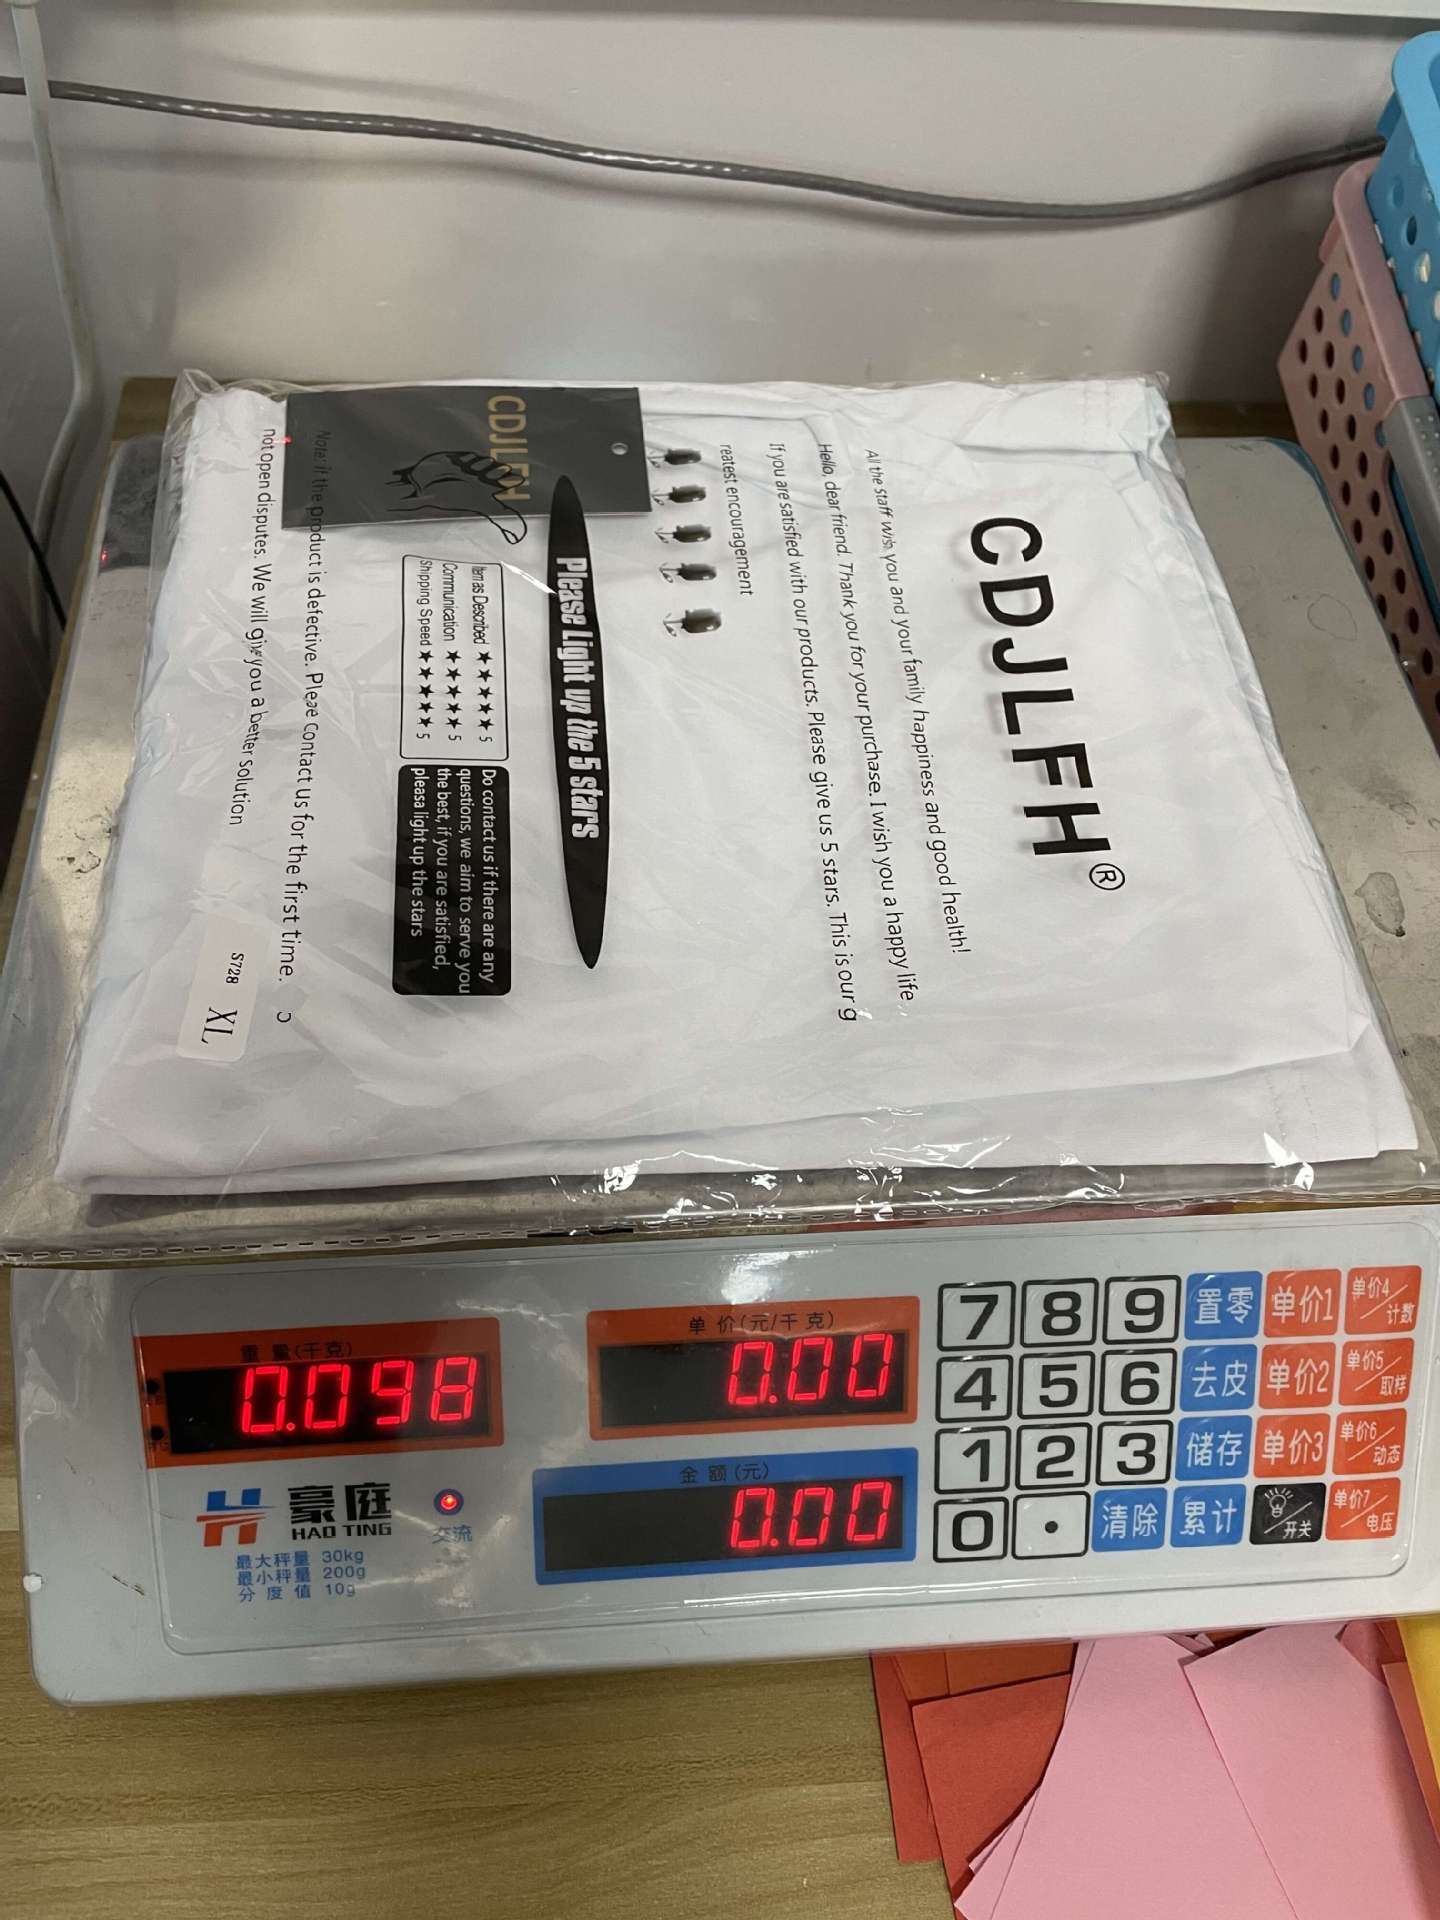 CDJLFH®
All the staff wish you and your family happiness and good health!
Hello, dear friend. Thank you for your purchase. I wish you a happy life
If you are satisfied with our products. Please give us 5 stars. This is our g
reatest encouragement
Please Light up the 5 stars
Item as Described ★★★★★ 5
Communication ★★★★★ 5
Shipping Speed ★★★★★ 5
Do contact us if there are any
questions, we aim to serve you
the best, if you are satisfied,
pleasa light up the stars
CDJLFH
Note: if the product is defective. Pleae contact us for the first time.
not open disputes. We will give you a better solution
S728 XL
重量(千克)
0.098
单价(元/千克)
0.00
金额(元)
0.00
豪庭
HAO TING
交流
最大秤量 30kg
最小秤量 200g
分度值 10g
7 8 9 置零 单价1 单价4/计数
4 5 6 去皮 单价2 单价5/取样
1 2 3 储存 单价3 单价6/动态
0 . 清除 累计 开关 单价7/电压